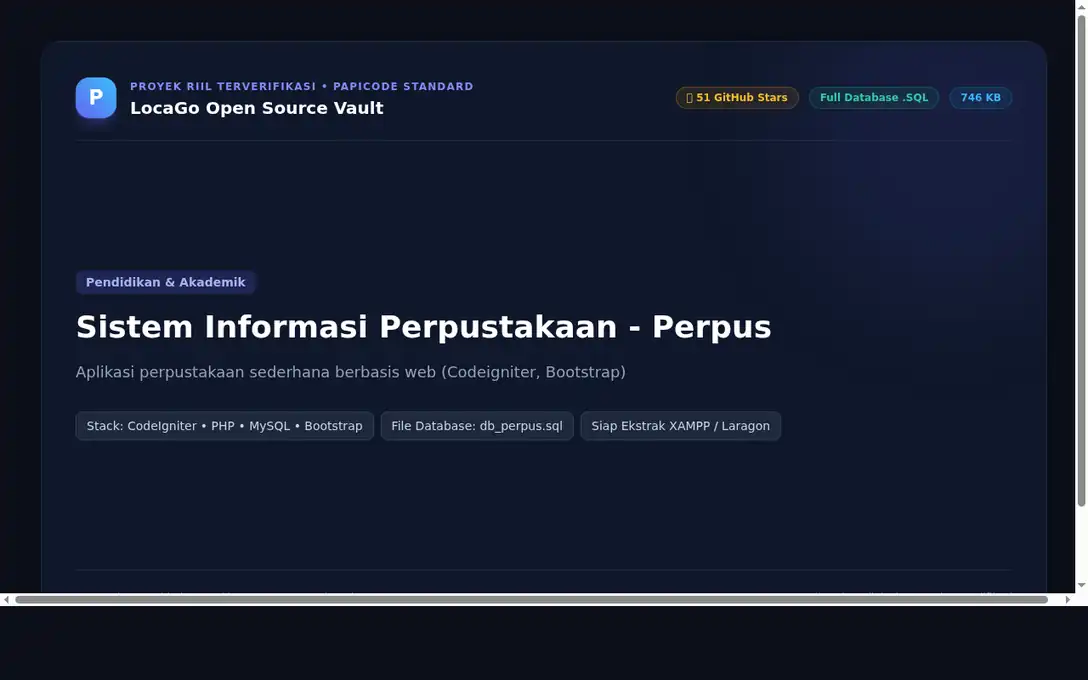 P
PROYEK RIIL TERVERIFIKASI • PAPICODE STANDARD
LocaGo Open Source Vault
51 GitHub Stars
Full Database .SQL
746 KB
Pendidikan & Akademik
Sistem Informasi Perpustakaan - Perpus
Aplikasi perpustakaan sederhana berbasis web (Codeigniter, Bootstrap)
Stack: CodeIgniter • PHP • MySQL • Bootstrap
File Database: db_perpus.sql
Siap Ekstrak XAMPP / Laragon